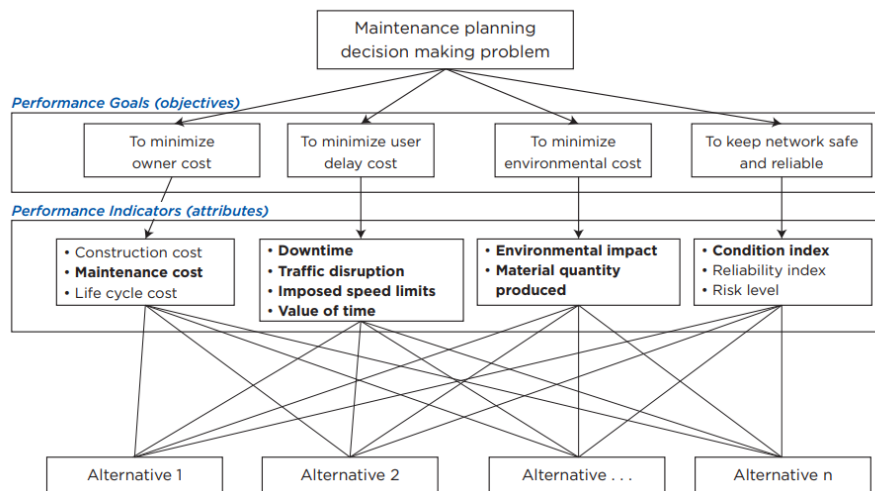 Maintenance planning
decision making problem
Performance Goals (objectives)
To minimize
owner cost
To minimize user
delay cost
To minimize
environmental cost
To keep network safe
and reliable
Performance Indicators (attributes)
• Construction cost
• Maintenance cost
• Life cycle cost
• Downtime
• Traffic disruption
• Imposed speed limits
• Value of time
• Environmental impact
• Material quantity
produced
• Condition index
• Reliability index
• Risk level
Alternative 1
Alternative 2
Alternative . . .
Alternative n